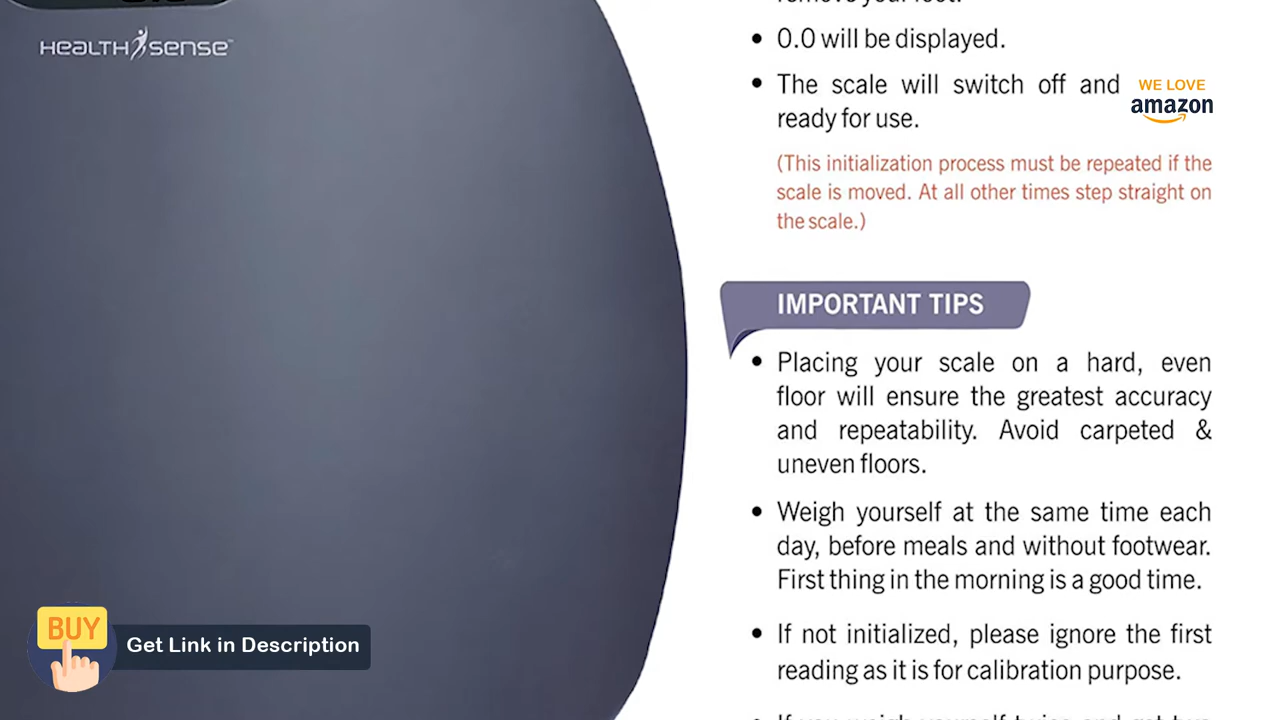 HEALTH SENSE™
remove your foot.
• 0.0 will be displayed.
• The scale will switch off and
ready for use.
(This initialization process must be repeated if the
scale is moved. At all other times step straight on
the scale.)
WE LOVE
amazon
IMPORTANT TIPS
• Placing your scale on a hard, even
floor will ensure the greatest accuracy
and repeatability. Avoid carpeted &
uneven floors.
• Weigh yourself at the same time each
day, before meals and without footwear.
First thing in the morning is a good time.
• If not initialized, please ignore the first
reading as it is for calibration purpose.
BUY
Get Link in Description